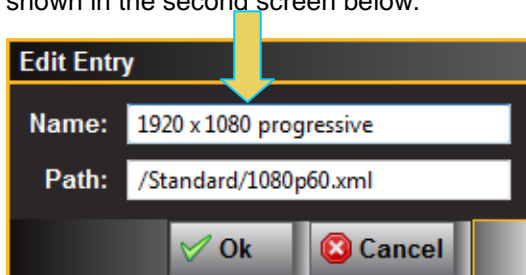 shown in the second screen below.
Edit Entry
Name: 1920 x 1080 progressive
Path: /Standard/1080p60.xml
Ok Cancel